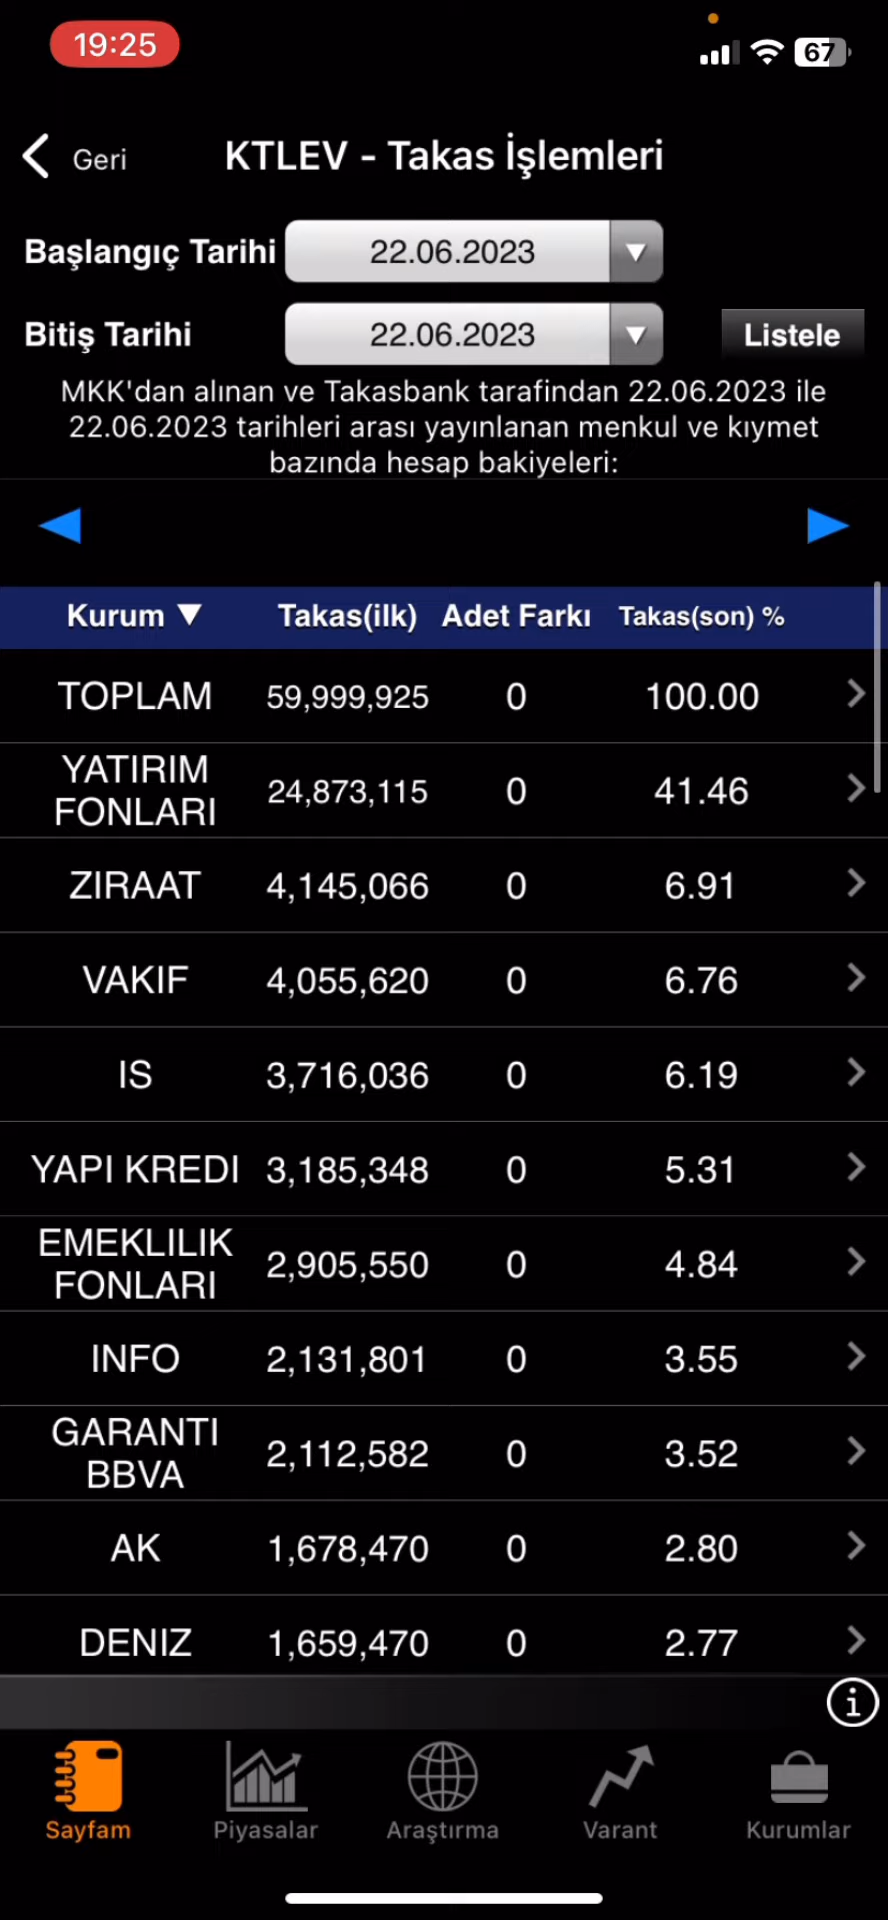 19:25
67
Geri
KTLEV - Takas İşlemleri
Başlangıç Tarihi 22.06.2023
Bitiş Tarihi 22.06.2023 Listele
MKK'dan alınan ve Takasbank tarafindan 22.06.2023 ile
22.06.2023 tarihleri arası yayınlanan menkul ve kıymet
bazında hesap bakiyeleri:
Kurum ▼ Takas(ilk) Adet Farkı Takas(son) %
TOPLAM 59,999,925 0 100.00
YATIRIM
FONLARI 24,873,115 0 41.46
ZIRAAT 4,145,066 0 6.91
VAKIF 4,055,620 0 6.76
IS 3,716,036 0 6.19
YAPI KREDI 3,185,348 0 5.31
EMEKLILIK
FONLARI 2,905,550 0 4.84
INFO 2,131,801 0 3.55
GARANTI
BBVA 2,112,582 0 3.52
AK 1,678,470 0 2.80
DENIZ 1,659,470 0 2.77
Sayfam Piyasalar Araştırma Varant Kurumlar